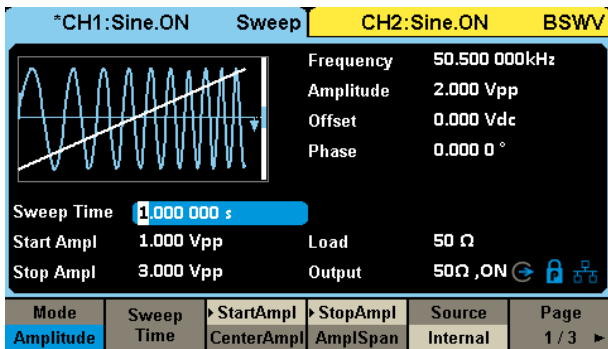 *CH1:Sine.ON Sweep CH2:Sine.ON BSWV
Frequency 50.500 000kHz
Amplitude 2.000 Vpp
Offset 0.000 Vdc
Phase 0.000 0 °
Sweep Time 1.000 000 s
Start Ampl 1.000 Vpp Load 50 Ω
Stop Ampl 3.000 Vpp Output 50Ω ,ON P
Mode Sweep StartAmpl StopAmpl Source Page
Amplitude Time CenterAmpl AmplSpan Internal 1 / 3